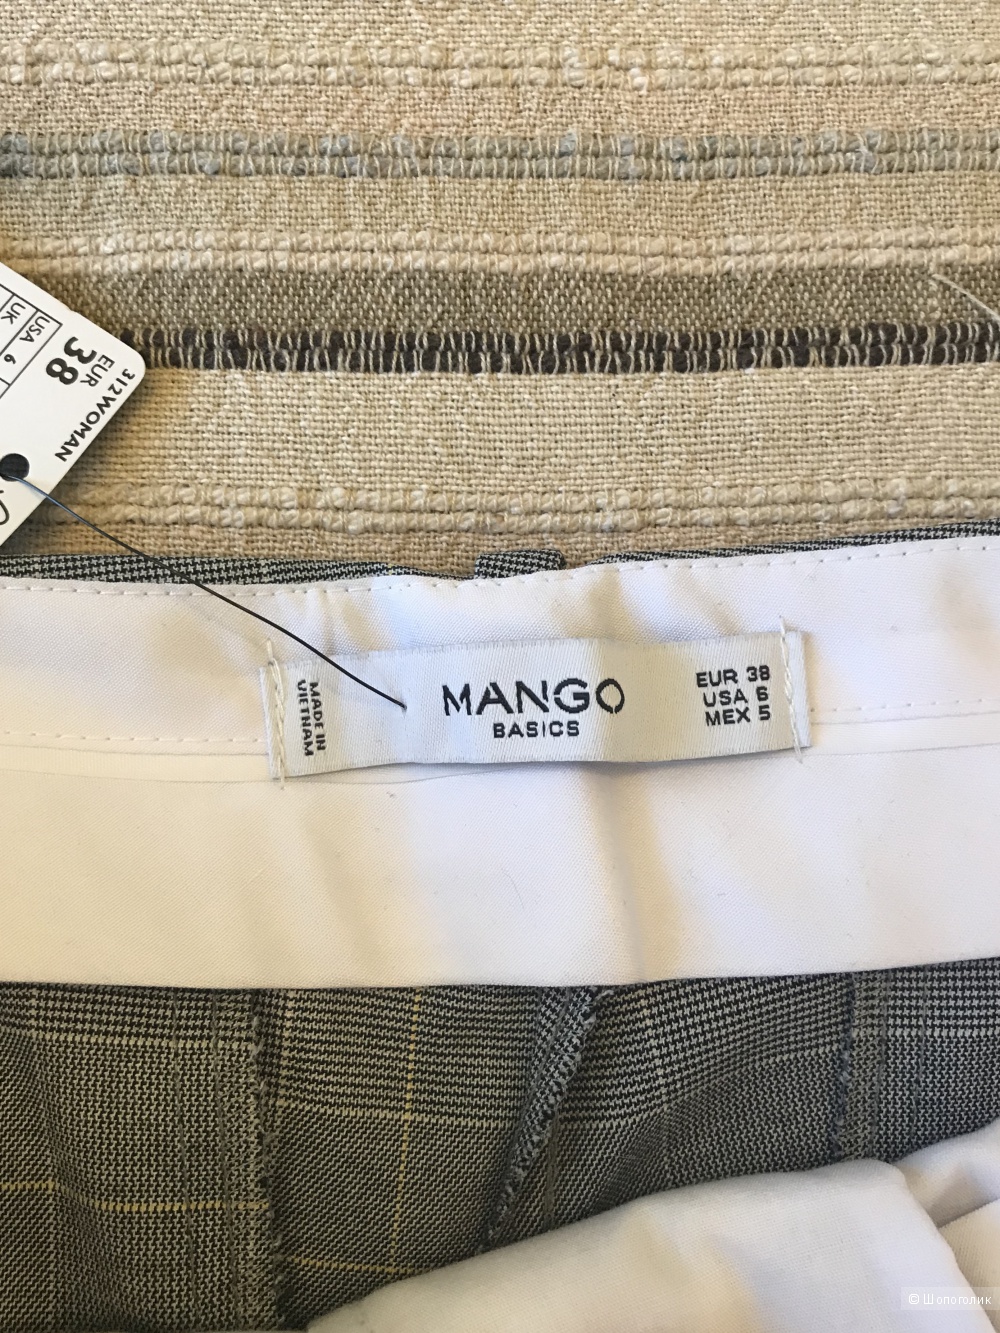 312WOMAN
EUR
38
USA 6
UK
MADE IN
VIETNAM
MANGO
BASICS
EUR 38
USA 6
MEX 5
© Шопоголик